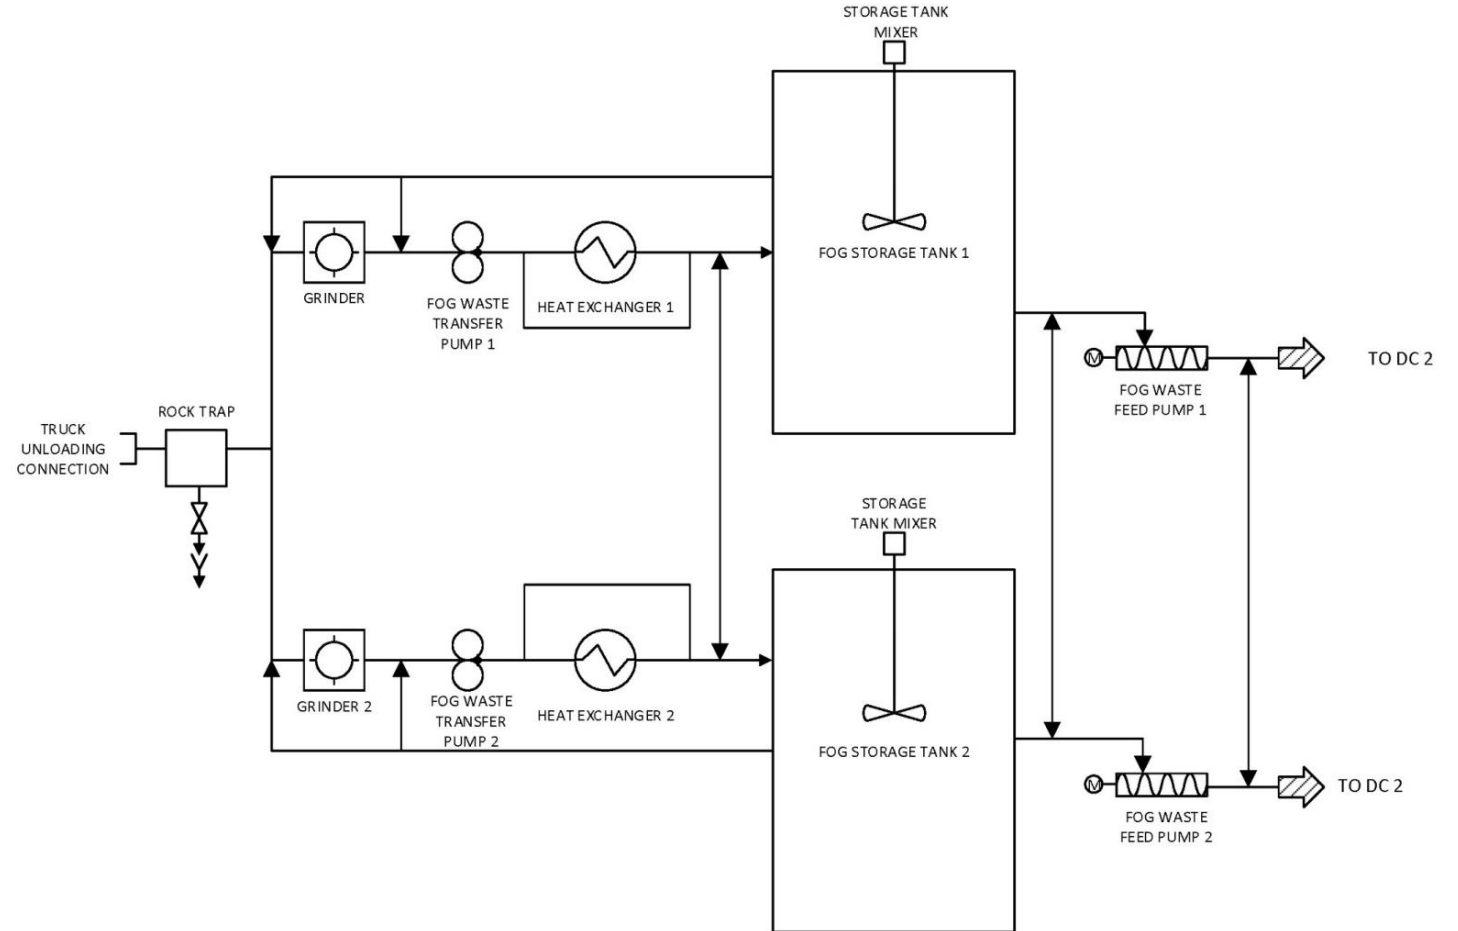 STORAGE TANK
MIXER
FOG STORAGE TANK 1
GRINDER
FOG WASTE
TRANSFER
PUMP 1
HEAT EXCHANGER 1
M
TO DC 2
FOG WASTE
FEED PUMP 1
ROCK TRAP
TRUCK
UNLOADING
CONNECTION
STORAGE
TANK MIXER
GRINDER 2
FOG WASTE
TRANSFER
PUMP 2
HEAT EXCHANGER 2
FOG STORAGE TANK 2
M
TO DC 2
FOG WASTE
FEED PUMP 2